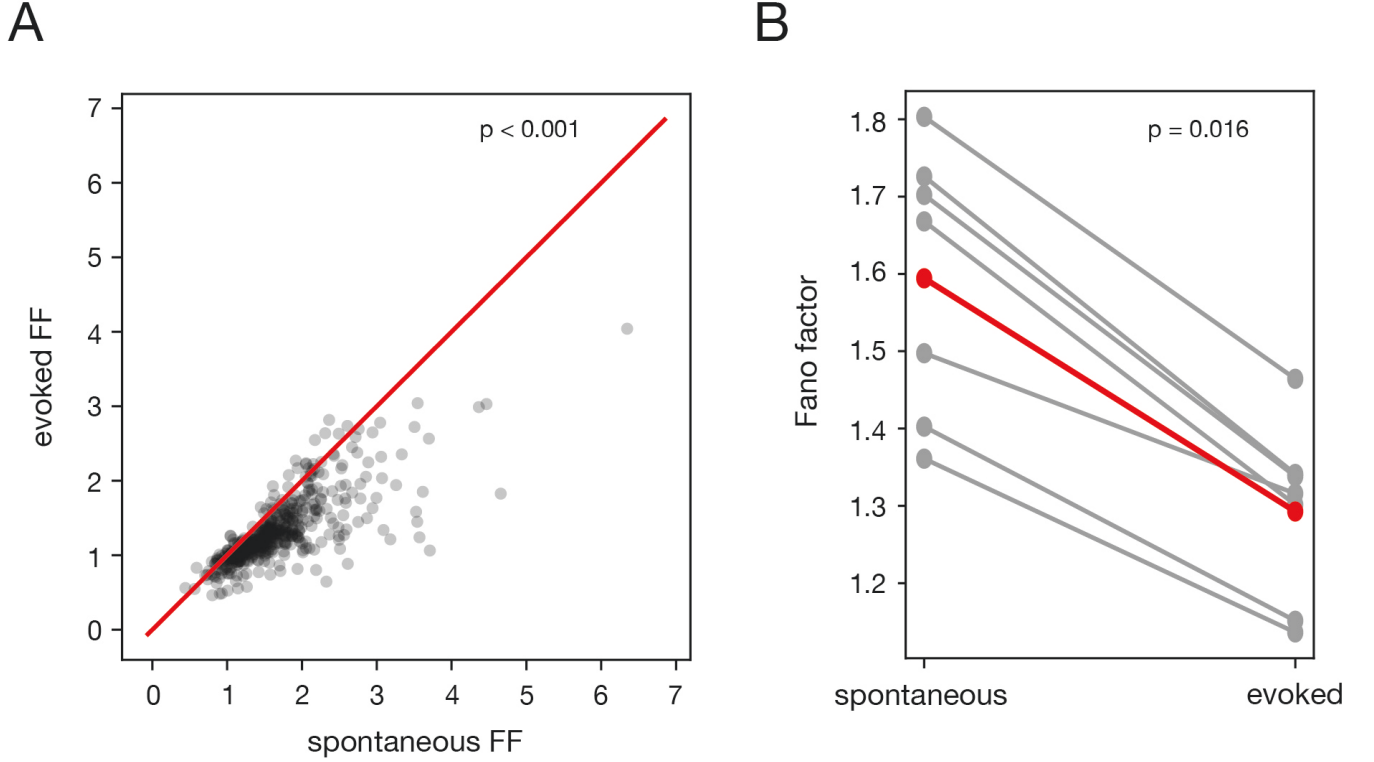 A
B
p < 0.001
7
6
5
4
3
2
1
0
evoked FF
0 1 2 3 4 5 6 7
spontaneous FF
p = 0.016
1.8
1.7
1.6
1.5
1.4
1.3
1.2
Fano factor
spontaneous evoked